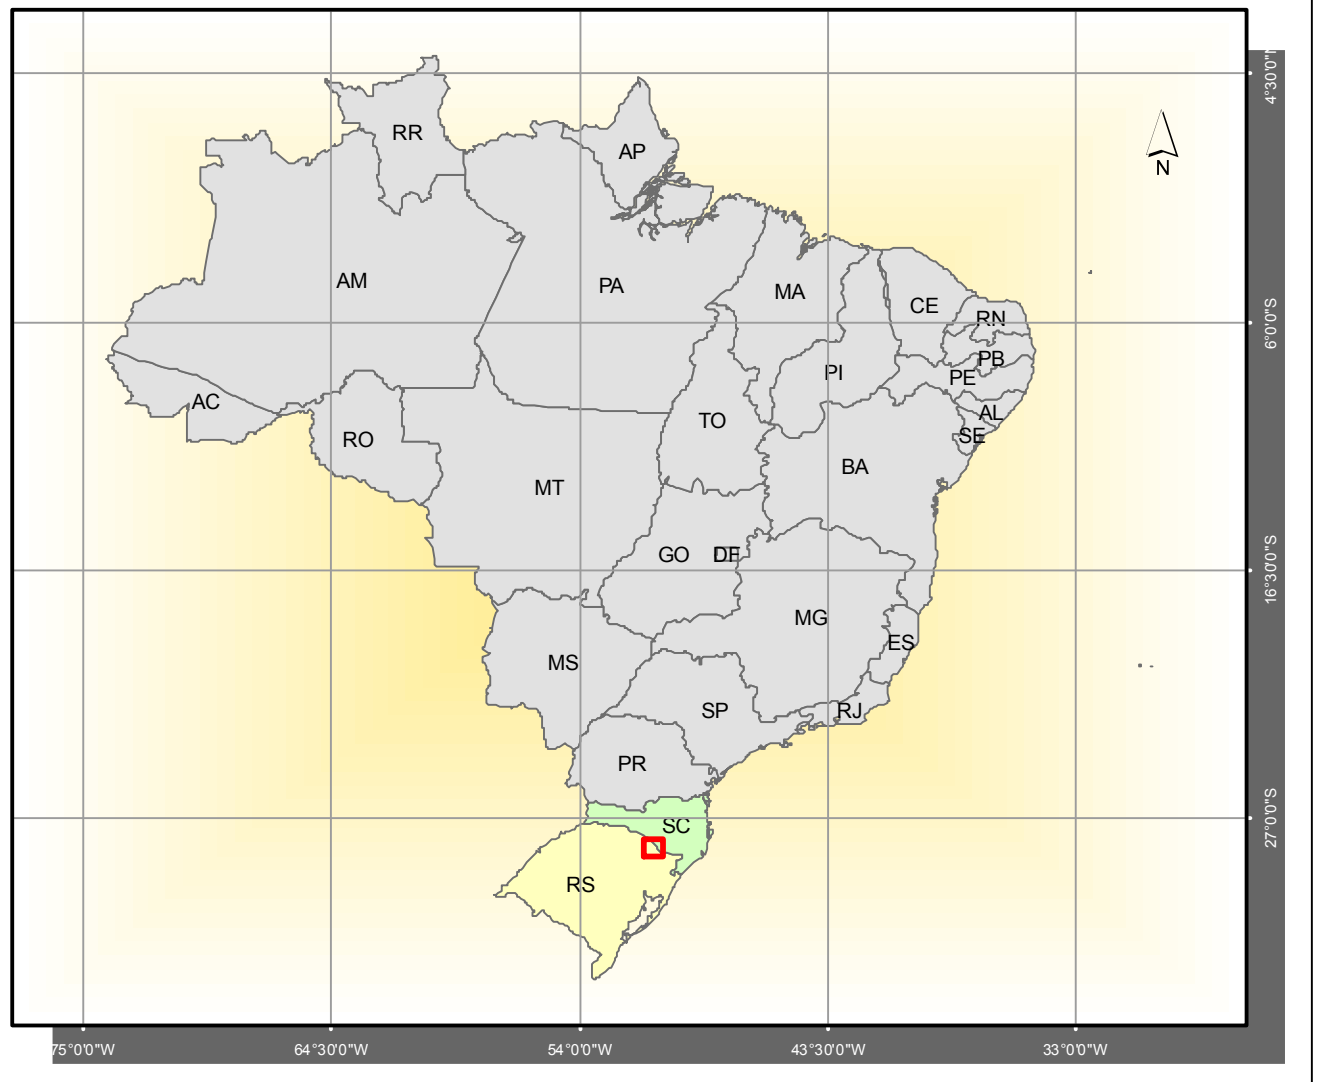 4°30'0"N
RR
AP
N
AM
PA
MA
CE
RN
6°0'0"S
PB
PI
PE
AC
AL
TO
SE
RO
BA
MT
GO
DF
16°30'0"S
MG
ES
MS
SP
RJ
PR
SC
27°0'0"S
RS
75°0'0"W 64°30'0"W 54°0'0"W 43°30'0"W 33°0'0"W